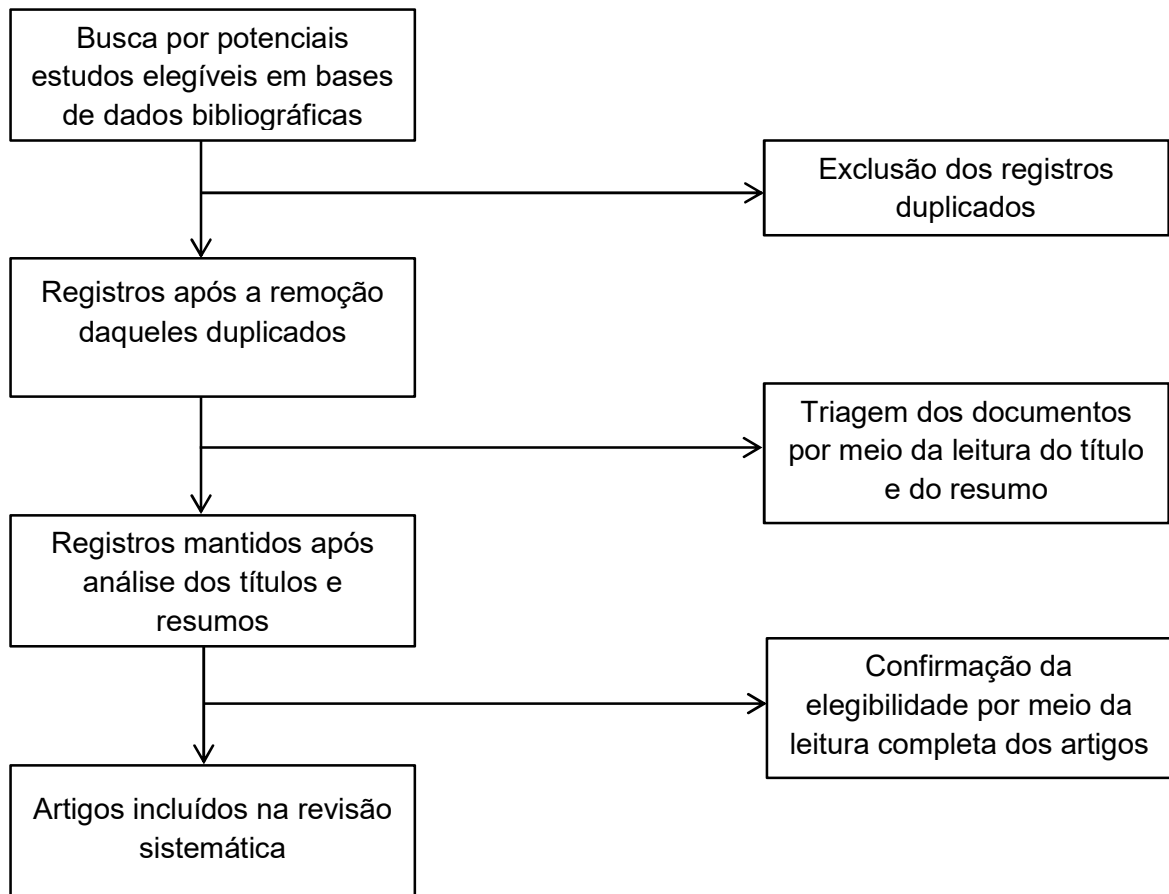 Busca por potenciais
estudos elegíveis em bases
de dados bibliográficas
Exclusão dos registros
duplicados
Registros após a remoção
daqueles duplicados
Triagem dos documentos
por meio da leitura do título
e do resumo
Registros mantidos após
análise dos títulos e
resumos
Confirmação da
elegibilidade por meio da
leitura completa dos artigos
Artigos incluídos na revisão
sistemática